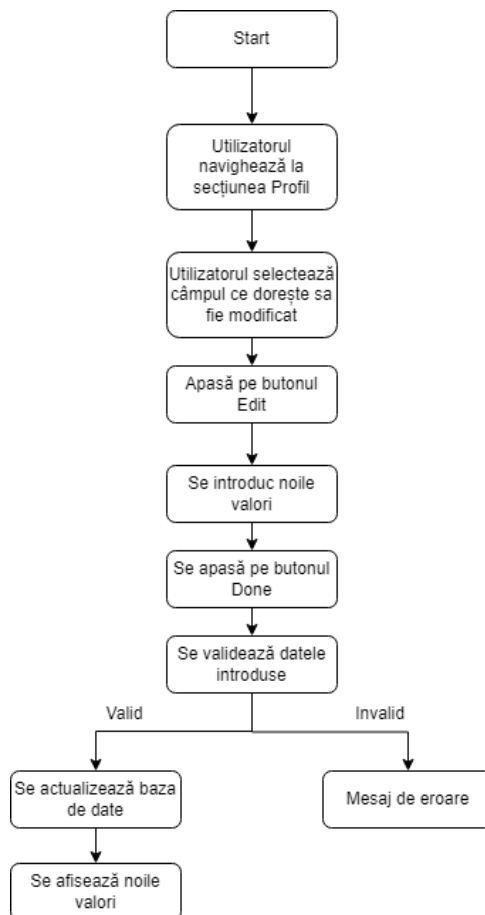 Start
Utilizatorul
navighează la
secțiunea Profil
Utilizatorul selectează
câmpul ce dorește sa
fie modificat
Apasă pe butonul
Edit
Se introduc noile
valori
Se apasă pe butonul
Done
Se validează datele
introduse
Valid
Invalid
Se actualizează baza
de date
Mesaj de eroare
Se afisează noile
valori